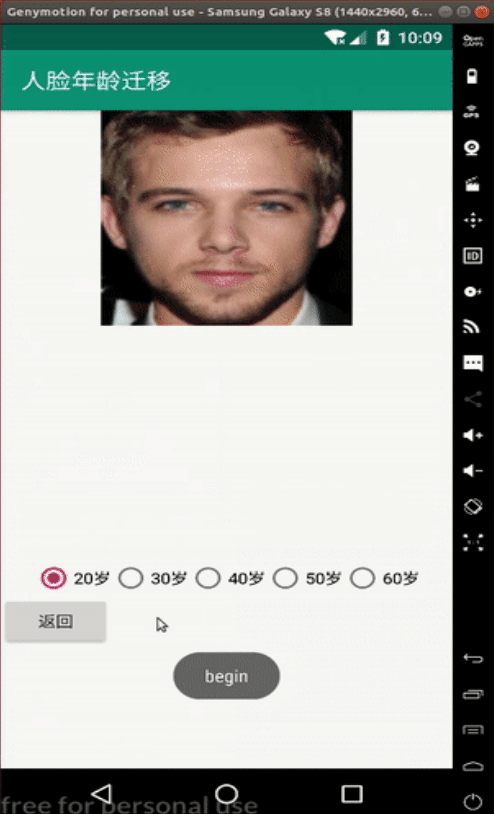 Genymotion for personal use - Samsung Galaxy S8 (1440x2960, 6...
Open
GAPPS
10:09
人脸年龄迁移
GPS
ID
20岁 30岁 40岁 50岁 60岁
返回
begin
free for personal use